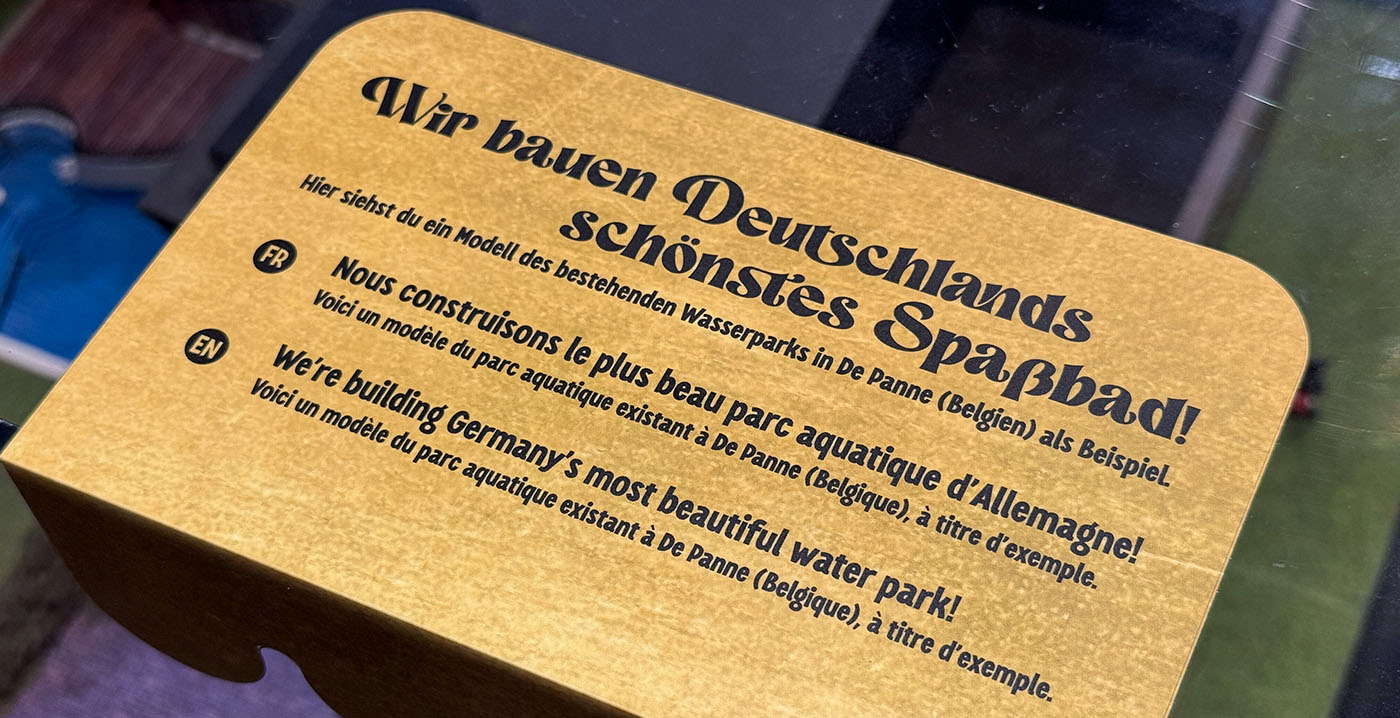 Wir bauen Deutschlands
schönstes Spaßbad!
Hier siehst du ein Modell des bestehenden Wasserparks in De Panne (Belgien) als Beispiel.
FR Nous construisons le plus beau parc aquatique d'Allemagne!
Voici un modèle du parc aquatique existant à De Panne (Belgique), à titre d'exemple.
EN We're building Germany's most beautiful water park!
Voici un modèle du parc aquatique existant à De Panne (Belgique), à titre d'exemple.